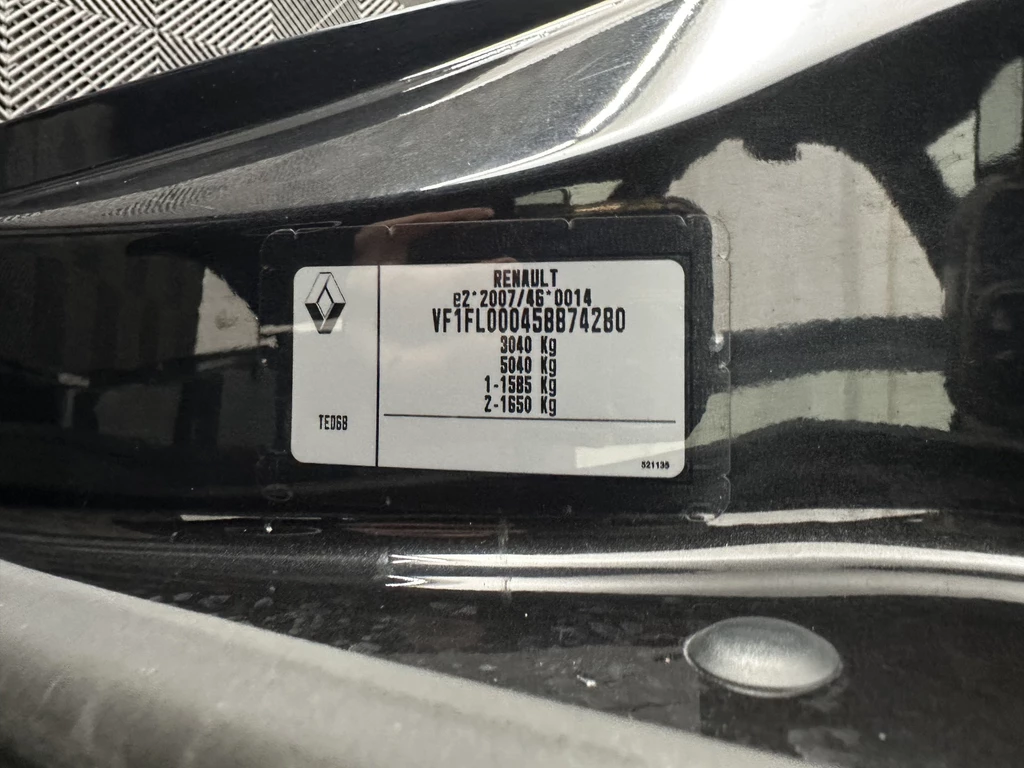 RENAULT
e2*2007/46*0014
VF1FL000458874280
3040 Kg
5040 Kg
1-1585 Kg
2-1650 Kg
TED68
521135